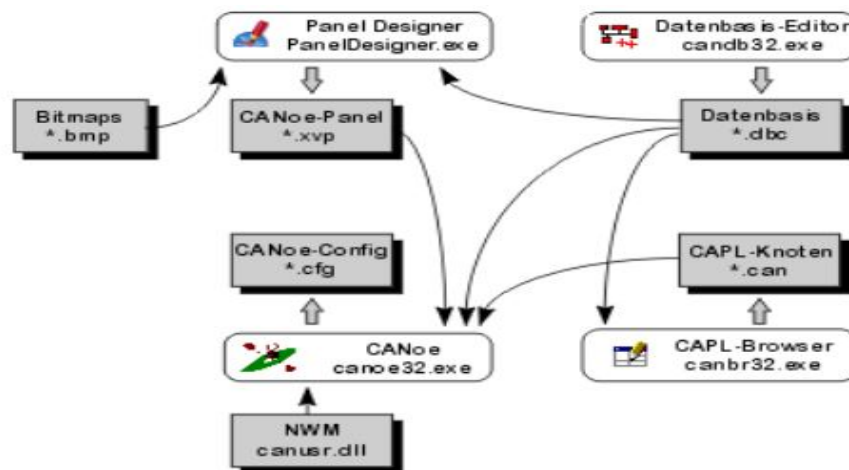 Panel Designer
PanelDesigner.exe
Datenbasis-Editor
candb32.exe
Bitmaps
*.bmp
CANoe-Panel
*.xvp
Datenbasis
*.dbc
CANoe-Config
*.cfg
CAPL-Knoten
*.can
CANoe
canoe32.exe
CAPL-Browser
canbr32.exe
NWM
canusr.dll